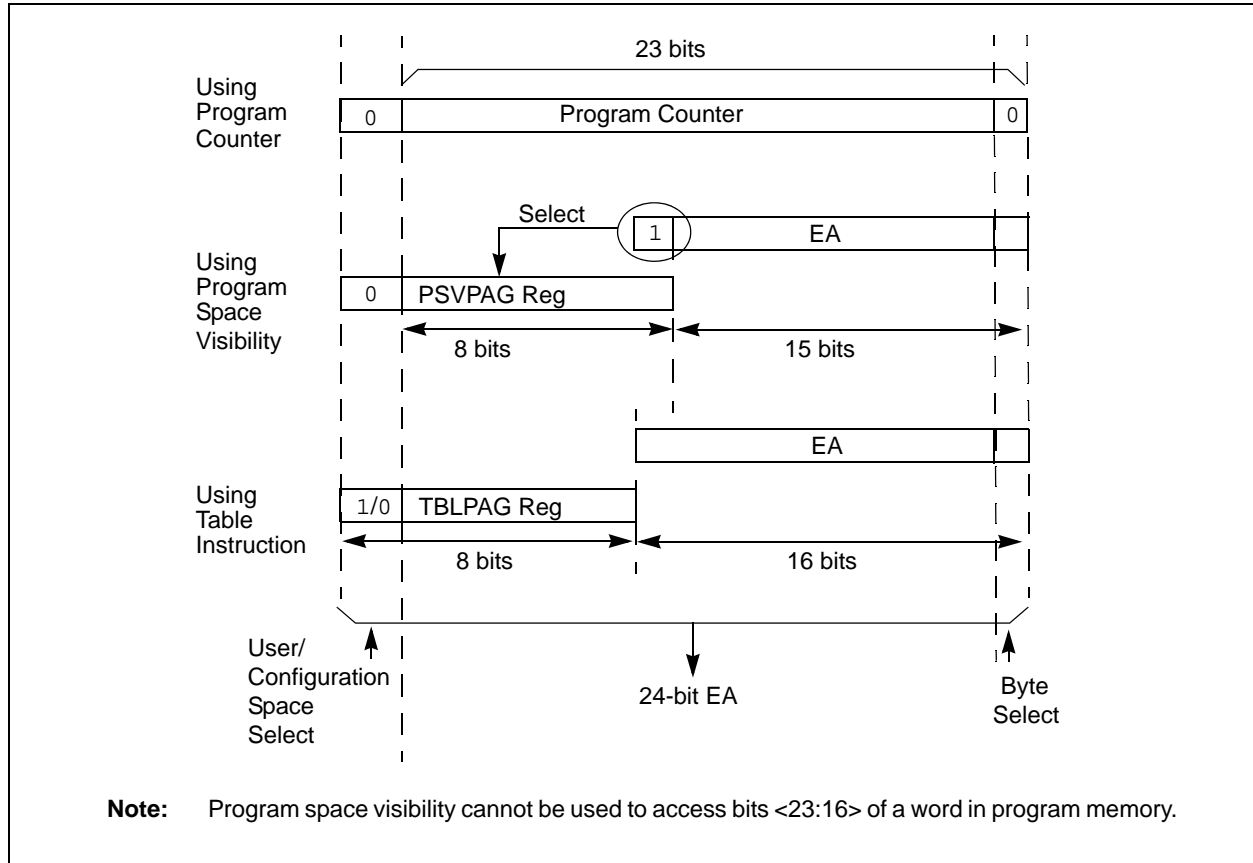 23 bits
Using
Program
Counter
0
Program Counter
0
Select
1
EA
Using
Program
Space
Visibility
0
PSVPAG Reg
8 bits
15 bits
EA
Using
Table
Instruction
1/0
TBLPAG Reg
8 bits
16 bits
User/
Configuration
Space
Select
24-bit EA
Byte
Select
Note: Program space visibility cannot be used to access bits <23:16> of a word in program memory.